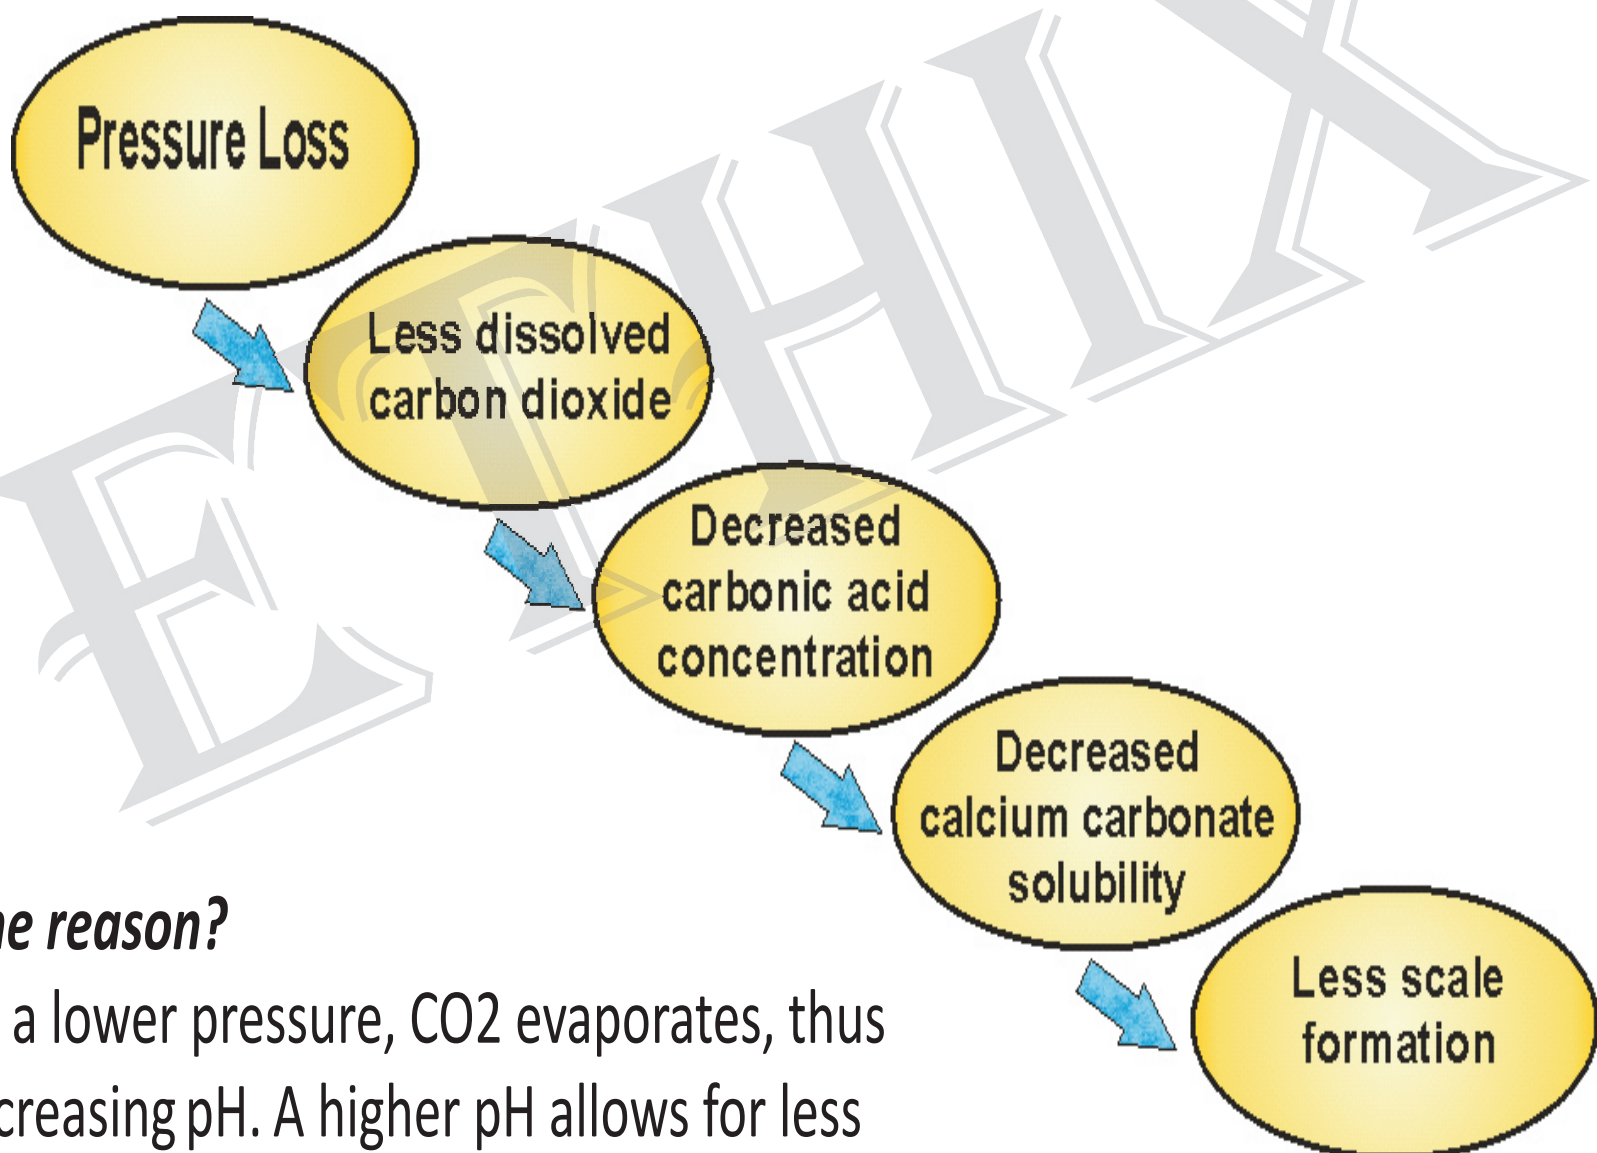 ETHIX
Pressure Loss
Less dissolved
carbon dioxide
Decreased
carbonic acid
concentration
Decreased
calcium carbonate
solubility
Less scale
formation
reason?
a lower pressure, CO2 evaporates, thus
creasing pH. A higher pH allows for less